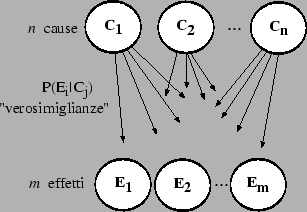 n cause C1 C2 ... Cn
P(Ei|Cj)
"verosimiglianze"
m effetti E1 E2 ... Em